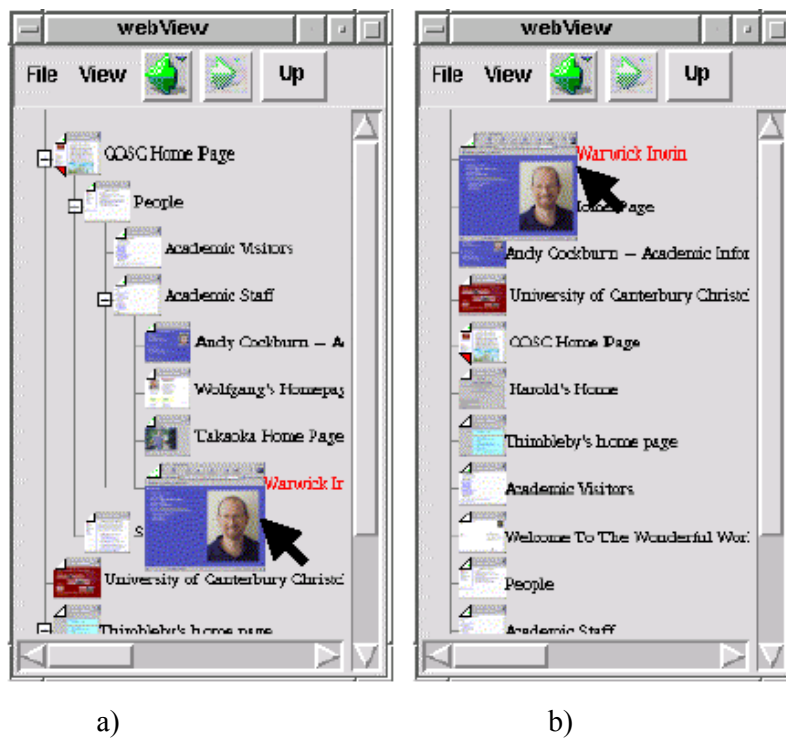 webView
File View Up
COSC Home Page
People
Academic Visitors
Academic Staff
Andy Cockburn – A
Wolfgang's Homepag
Takaoka Home Page
Warwick Ir
S
University of Canterbury Christc
Thimbleby's home page
a)
webView
File View Up
Warwick Irwin
Home Page
Andy Cockburn – Academic Infor
University of Canterbury Christc
COSC Home Page
Harold's Home
Thimbleby's home page
Academic Visitors
Welcome To The Wonderful Worl
People
Academic Staff
b)